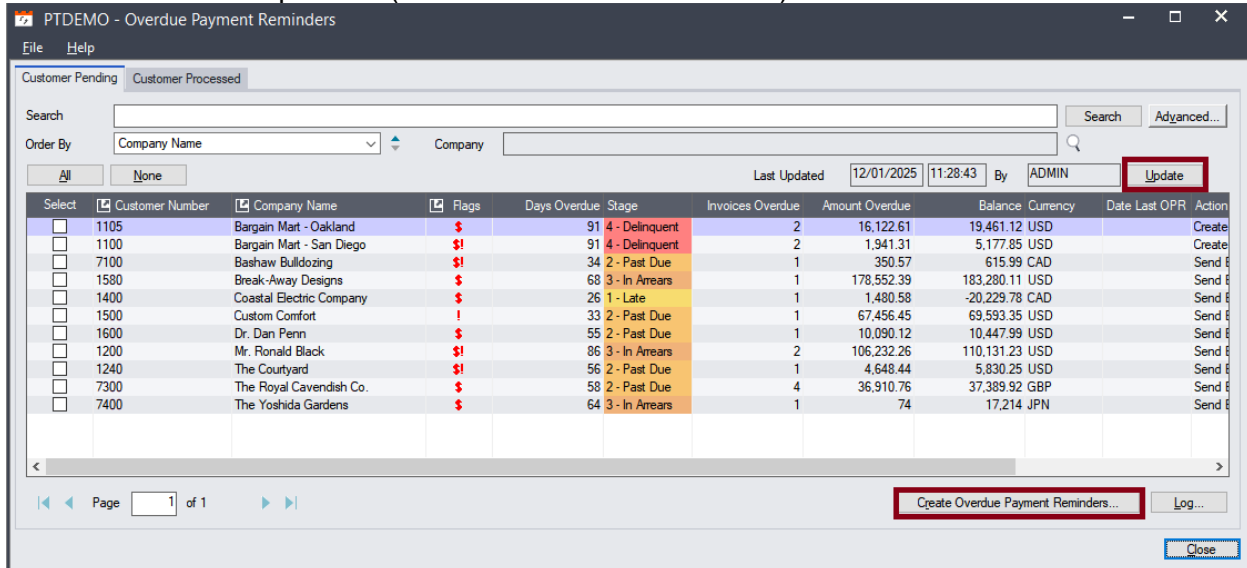 PTDEMO - Overdue Payment Reminders
File Help
Customer Pending Customer Processed
Search Search Advanced...
Order By Company Name Company
All None Last Updated 12/01/2025 11:28:43 By ADMIN Update
Select Customer Number Company Name Flags Days Overdue Stage Invoices Overdue Amount Overdue Balance Currency Date Last OPR Action
1105 Bargain Mart - Oakland $ 91 4 - Delinquent 2 16,122.61 19,461.12 USD Create
1100 Bargain Mart - San Diego $! 91 4 - Delinquent 2 1,941.31 5,177.85 USD Create
7100 Bashaw Bulldozing $! 34 2 - Past Due 1 350.57 615.99 CAD Send E
1580 Break-Away Designs $ 68 3 - In Arrears 1 178,552.39 183,280.11 USD Send E
1400 Coastal Electric Company $ 26 1 - Late 1 1,480.58 -20,229.78 CAD Send E
1500 Custom Comfort ! 33 2 - Past Due 1 67,456.45 69,593.35 USD Send E
1600 Dr. Dan Penn $ 55 2 - Past Due 1 10,090.12 10,447.99 USD Send E
1200 Mr. Ronald Black $! 86 3 - In Arrears 2 106,232.26 110,131.23 USD Send E
1240 The Courtyard $! 56 2 - Past Due 1 4,648.44 5,830.25 USD Send E
7300 The Royal Cavendish Co. $ 58 2 - Past Due 4 36,910.76 37,389.92 GBP Send E
7400 The Yoshida Gardens $ 64 3 - In Arrears 1 74 17,214 JPN Send E
Page 1 of 1 Create Overdue Payment Reminders... Log...
Close